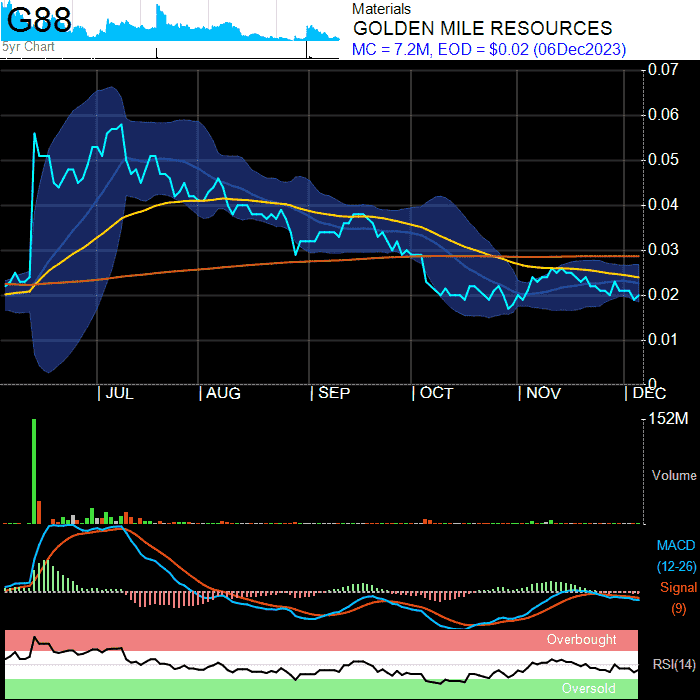 G88
5yr Chart
Materials
GOLDEN MILE RESOURCES
MC = 7.2M, EOD = $0.02 (06Dec2023)
0.07
0.06
0.05
0.04
0.03
0.02
0.01
0
JUL AUG SEP OCT NOV DEC
152M
Volume
MACD
(12-26)
Signal
(9)
Overbought
RSI(14)
Oversold